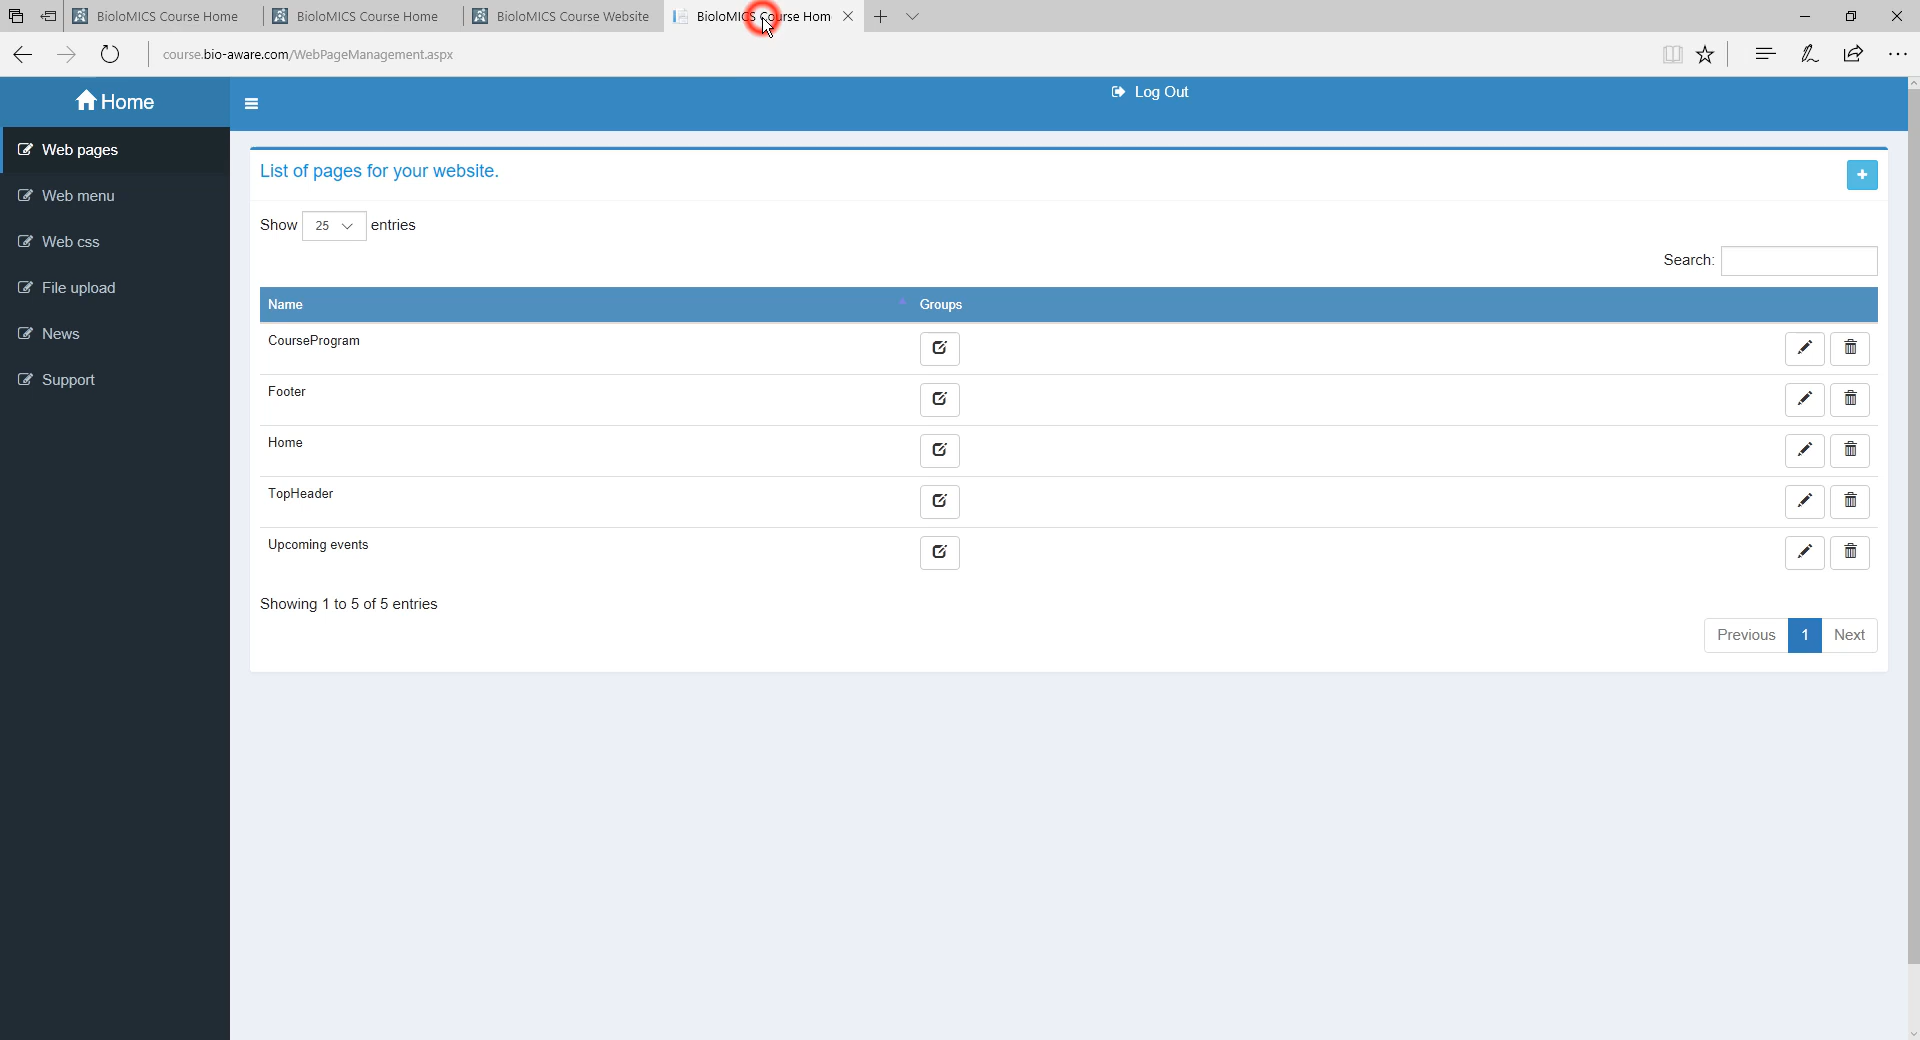 BioloMICS Course Home
BioloMICS Course Home
BioloMICS Course Website
BioloMICS Course Hom
course.bio-aware.com/WebPageManagement.aspx
Home
Log Out
Web pages
Web menu
Web css
File upload
News
Support
List of pages for your website.
+
Show 25 entries
Search:
Name Groups
CourseProgram
Footer
Home
TopHeader
Upcoming events
Showing 1 to 5 of 5 entries
Previous 1 Next